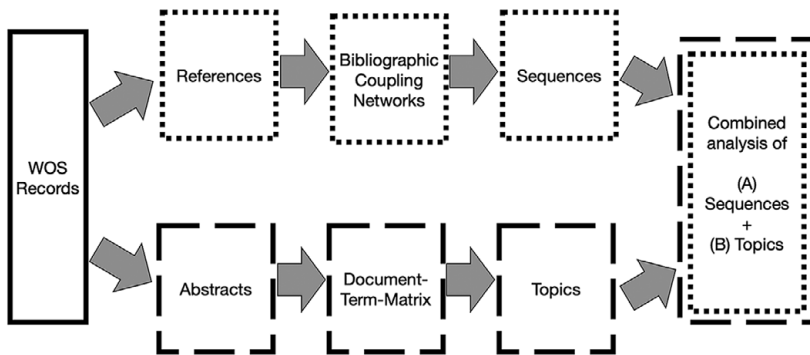 WOS
Records
References
Bibliographic
Coupling
Networks
Sequences
Abstracts
Document-
Term-Matrix
Topics
Combined
analysis of
(A)
Sequences
+
(B) Topics